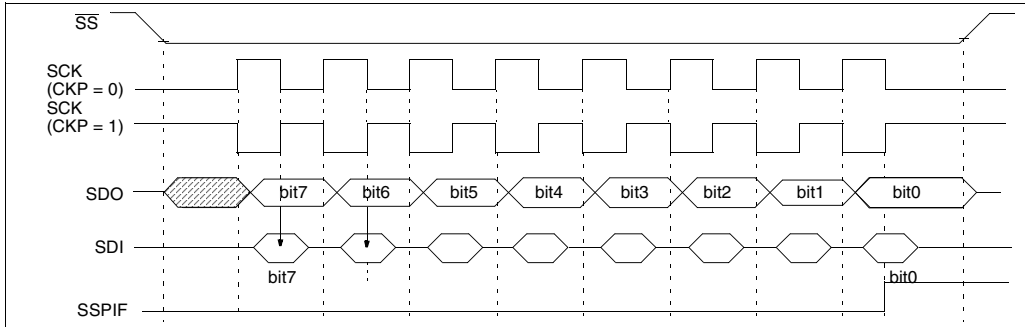 SS
SCK
(CKP = 0)
SCK
(CKP = 1)
SDO bit7 bit6 bit5 bit4 bit3 bit2 bit1 bit0
SDI
bit7 bit0
SSPIF